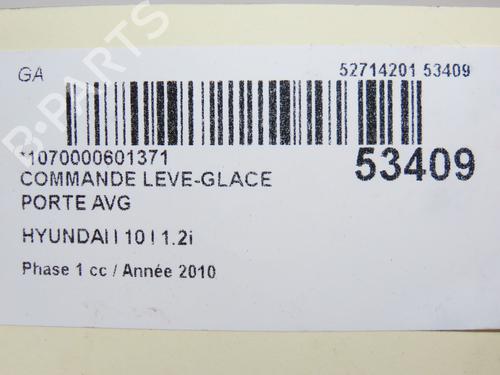 GA
52714201 53409
*1070000601371
53409
COMMANDE LEVE-GLACE
PORTE AVG
HYUNDAI I 10 I 1.2i
Phase 1 cc / Année 2010
B-PARTS